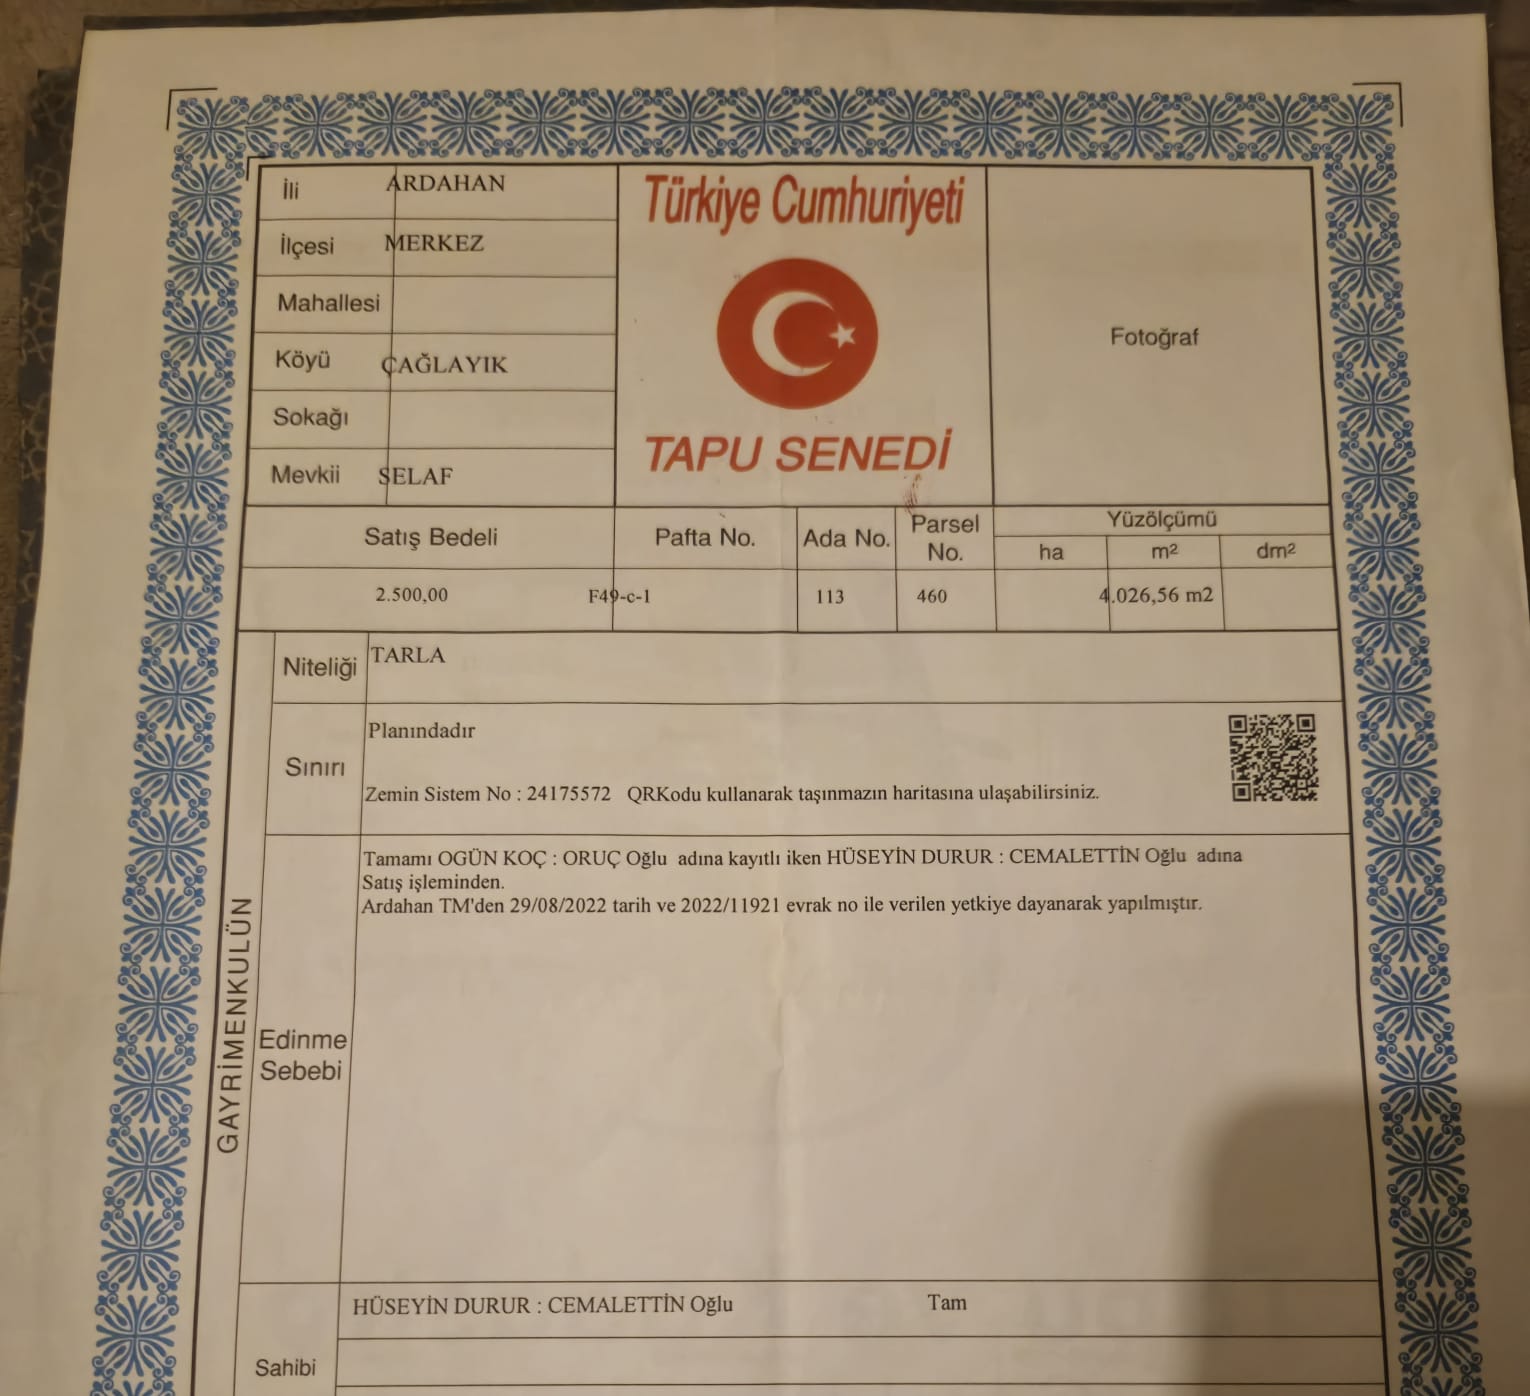 İli ARDAHAN
İlçesi MERKEZ
Mahallesi
Köyü ÇAĞLAYIK
Sokağı
Mevkii SELAF
Türkiye Cumhuriyeti
TAPU SENEDİ
Fotoğraf
Satış Bedeli Pafta No. Ada No. Parsel No. Yüzölçümü
ha m² dm²
2.500,00 F49-c-1 113 460 4.026,56 m2
GAYRİMENKULÜN
Niteliği TARLA
Sınırı
Planındadır
Zemin Sistem No : 24175572 QRKodu kullanarak taşınmazın haritasına ulaşabilirsiniz.
Edinme Sebebi
Tamamı OGÜN KOÇ : ORUÇ Oğlu adına kayıtlı iken HÜSEYİN DURUR : CEMALETTİN Oğlu adına
Satış işleminden.
Ardahan TM'den 29/08/2022 tarih ve 2022/11921 evrak no ile verilen yetkiye dayanarak yapılmıştır.
HÜSEYİN DURUR : CEMALETTİN Oğlu Tam
Sahibi